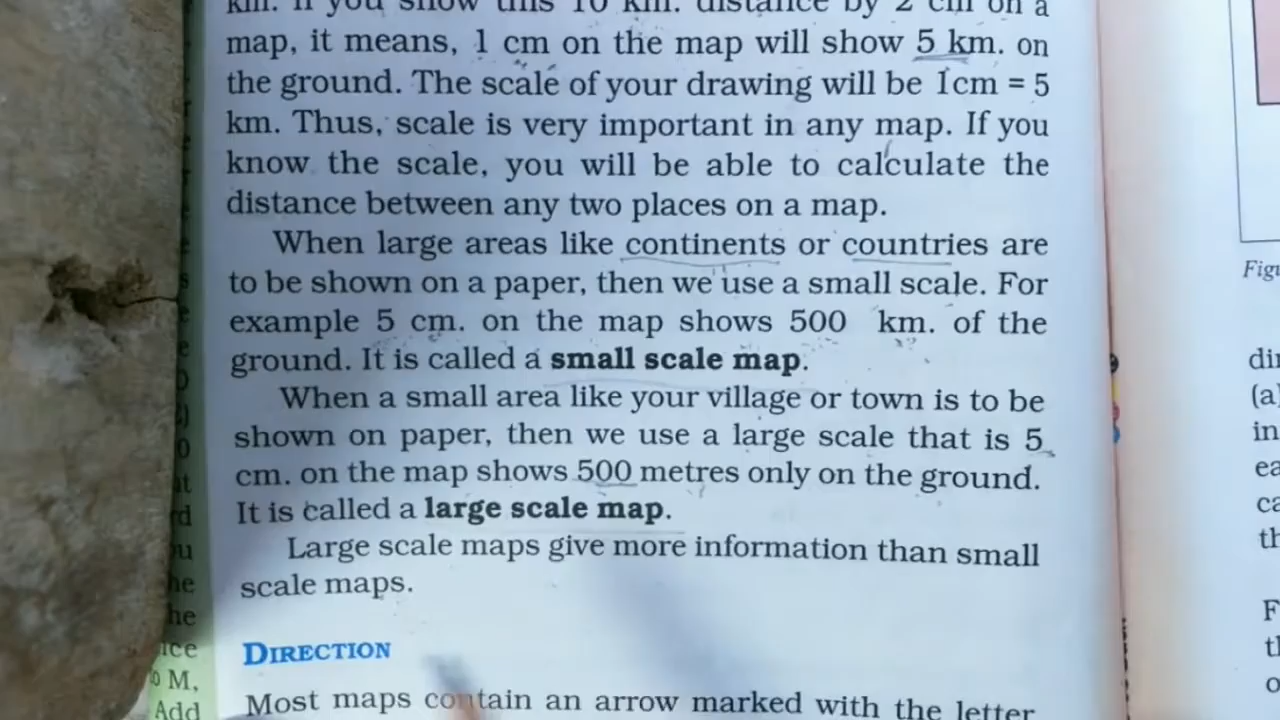 km. If you show this 10 km. distance by 2 cm on a
map, it means, 1 cm on the map will show 5 km. on
the ground. The scale of your drawing will be 1cm = 5
km. Thus, scale is very important in any map. If you
know the scale, you will be able to calculate the
distance between any two places on a map.
When large areas like continents or countries are
to be shown on a paper, then we use a small scale. For
example 5 cm. on the map shows 500 km. of the
ground. It is called a small scale map.
When a small area like your village or town is to be
shown on paper, then we use a large scale that is 5
cm. on the map shows 500 metres only on the ground.
It is called a large scale map.
Large scale maps give more information than small
scale maps.
DIRECTION
Most maps contain an arrow marked with the letter
M,
Add
(a)
in